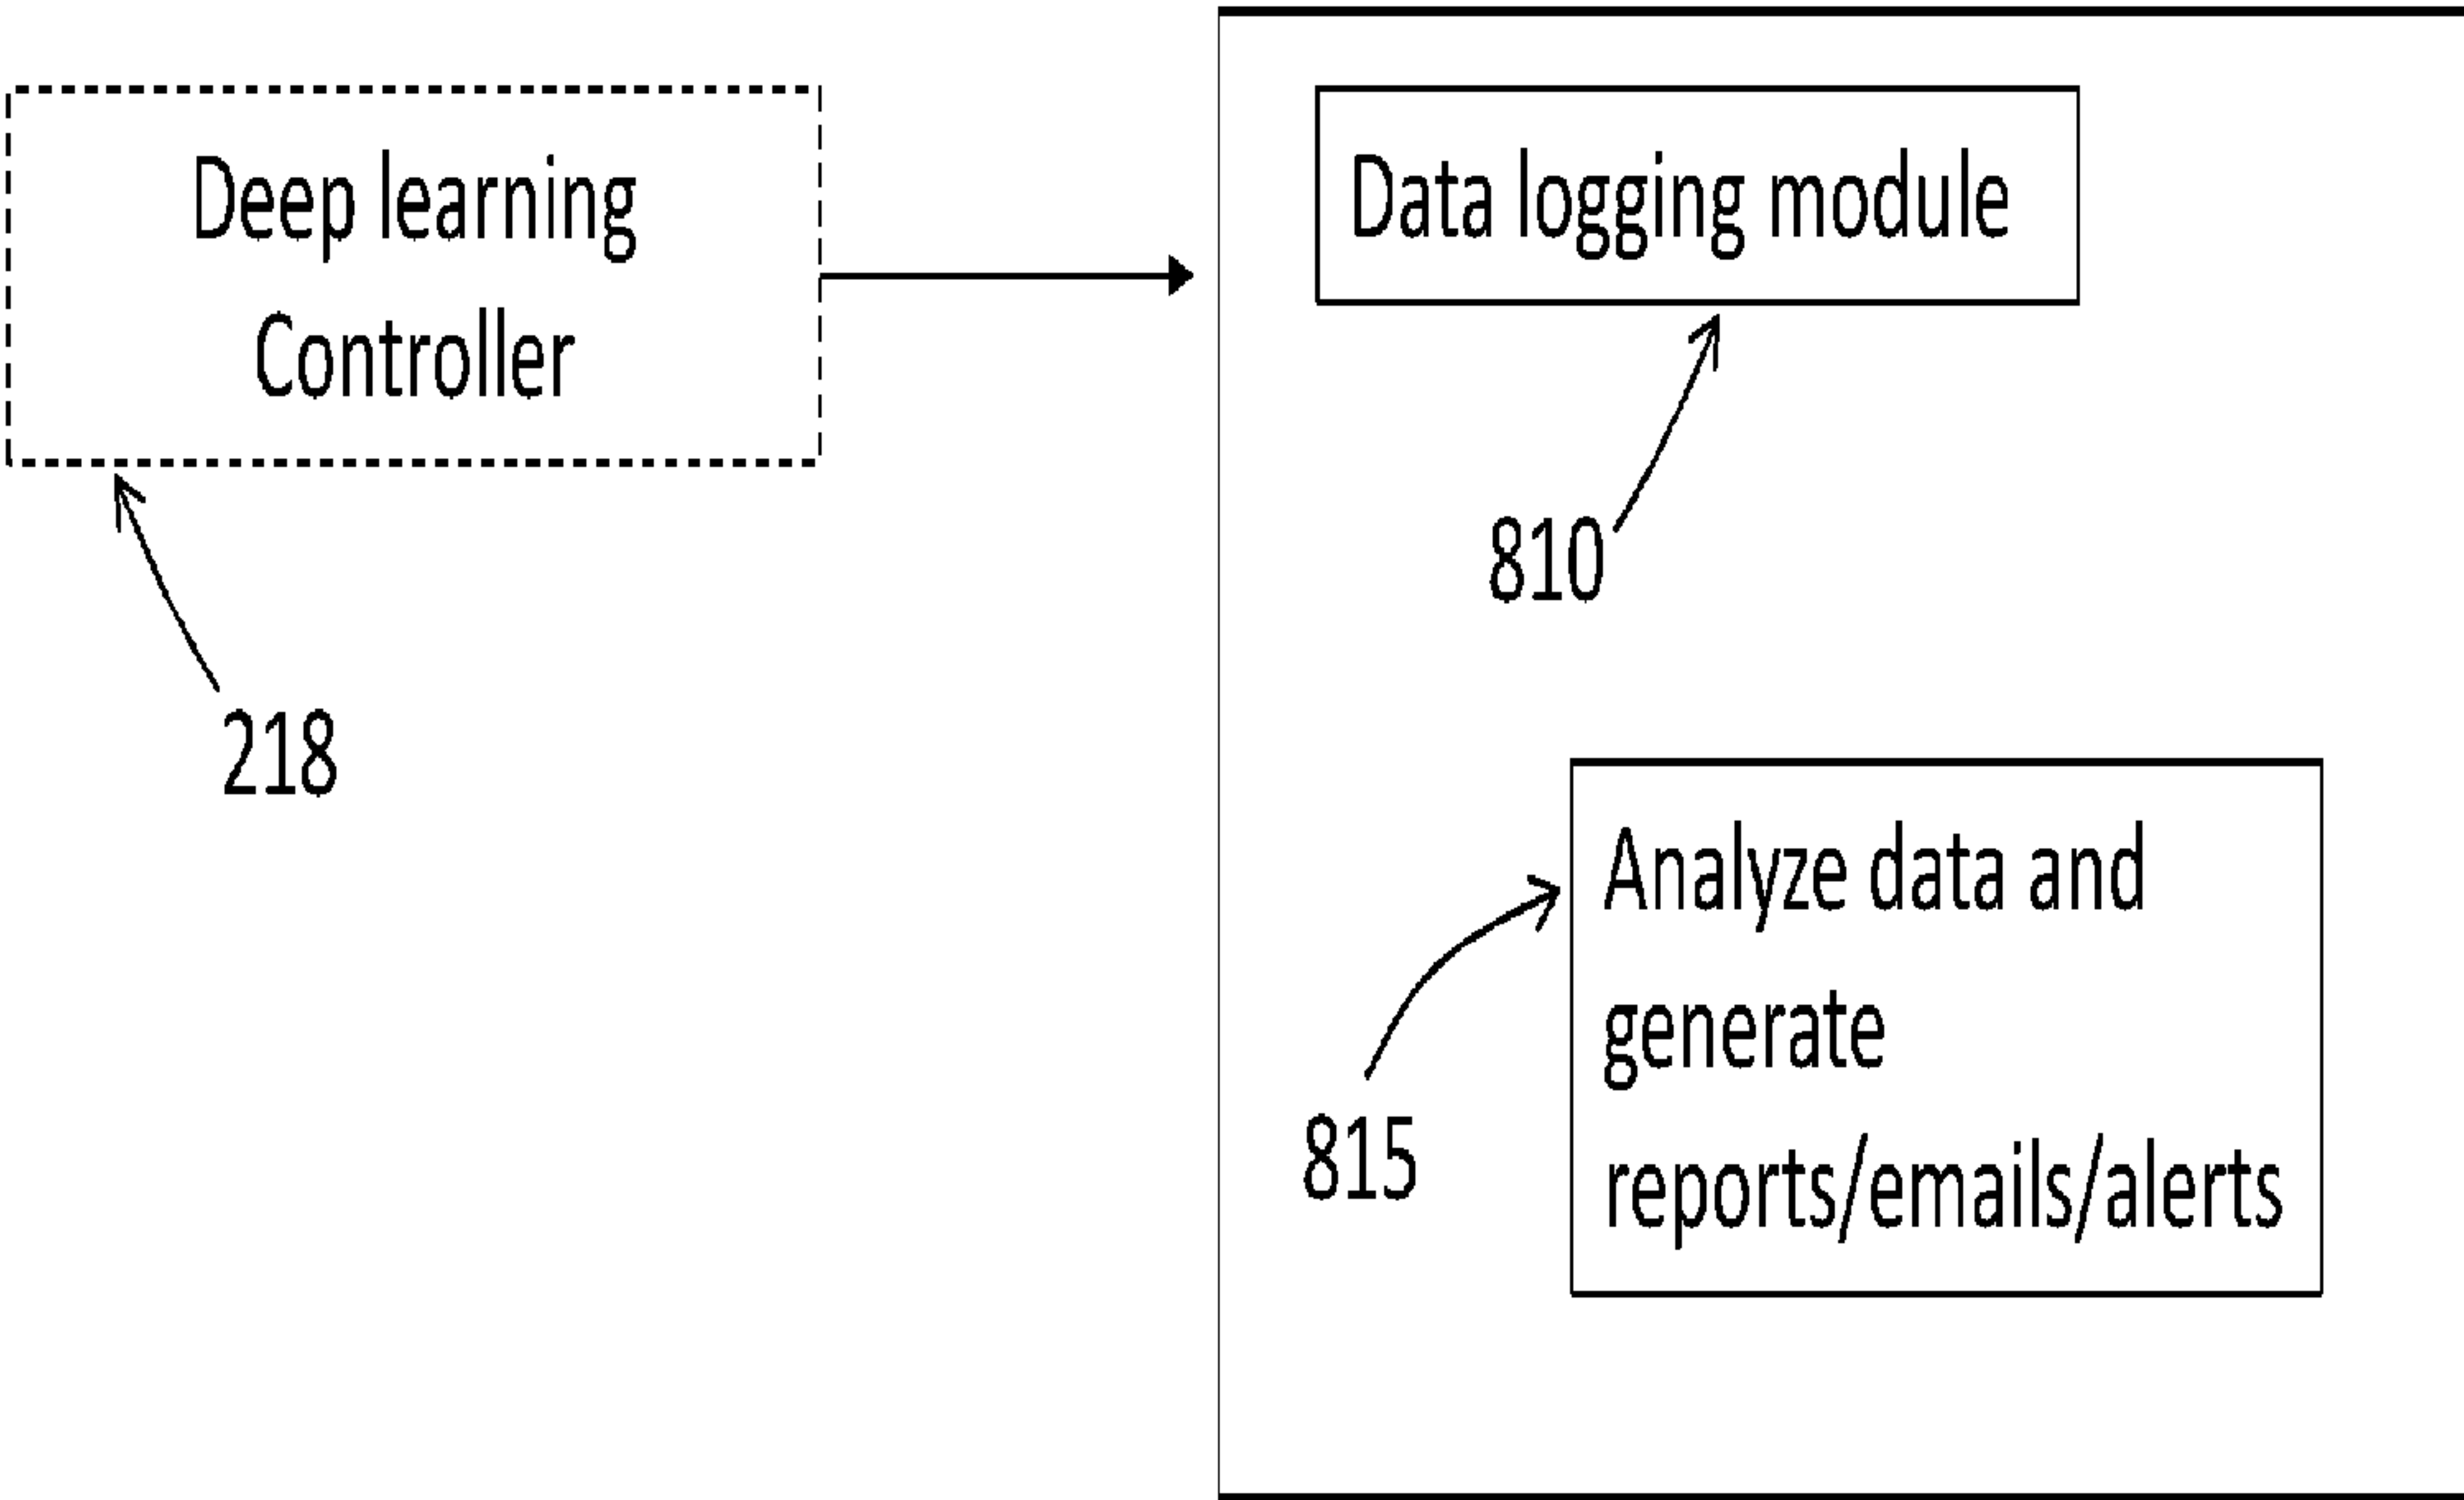 Deep learning
Controller
218
Data logging module
810
Analyze data and
generate
reports/emails/alerts
815